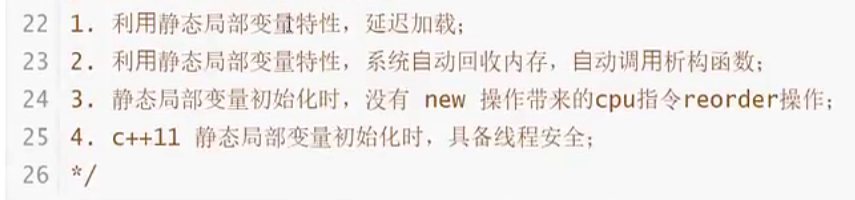 22 1. 利用静态局部变量特性，延迟加载；
23 2. 利用静态局部变量特性，系统自动回收内存，自动调用析构函数；
24 3. 静态局部变量初始化时，没有 new 操作带来的cpu指令reorder操作；
25 4. c++11 静态局部变量初始化时，具备线程安全；
26 */